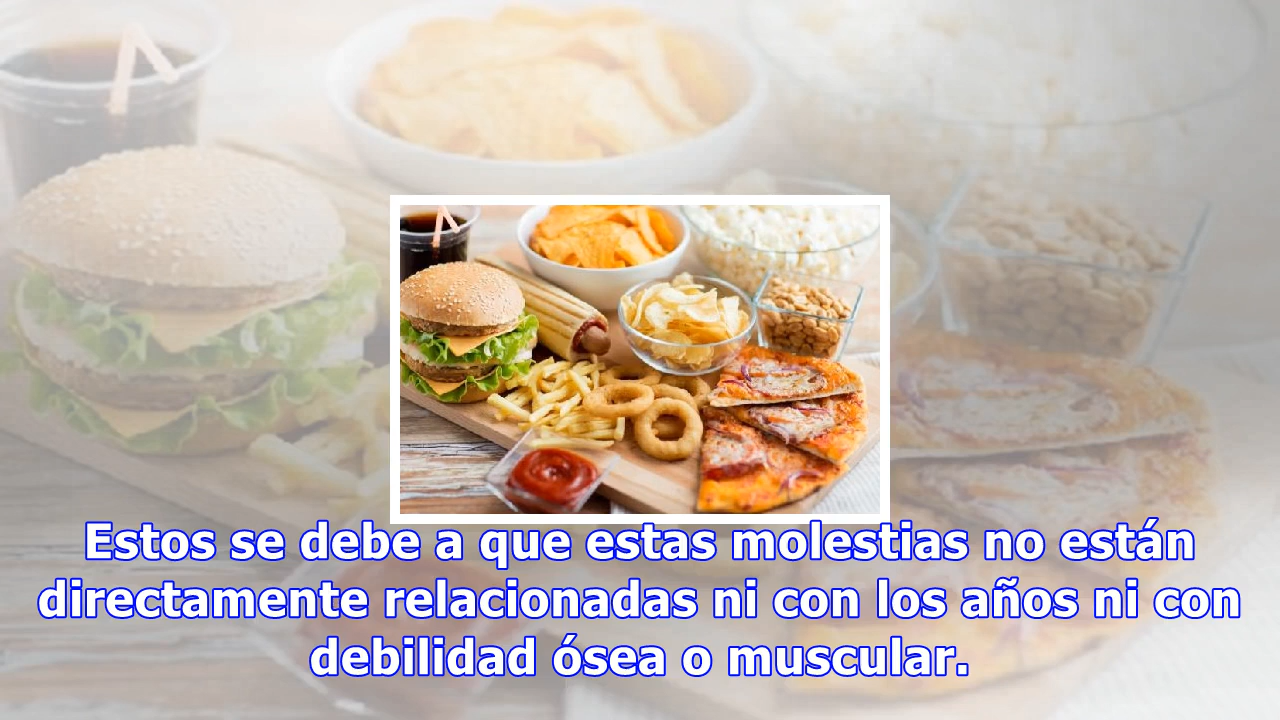 Estos se debe a que estas molestias no están
directamente relacionadas ni con los años ni con
debilidad ósea o muscular.